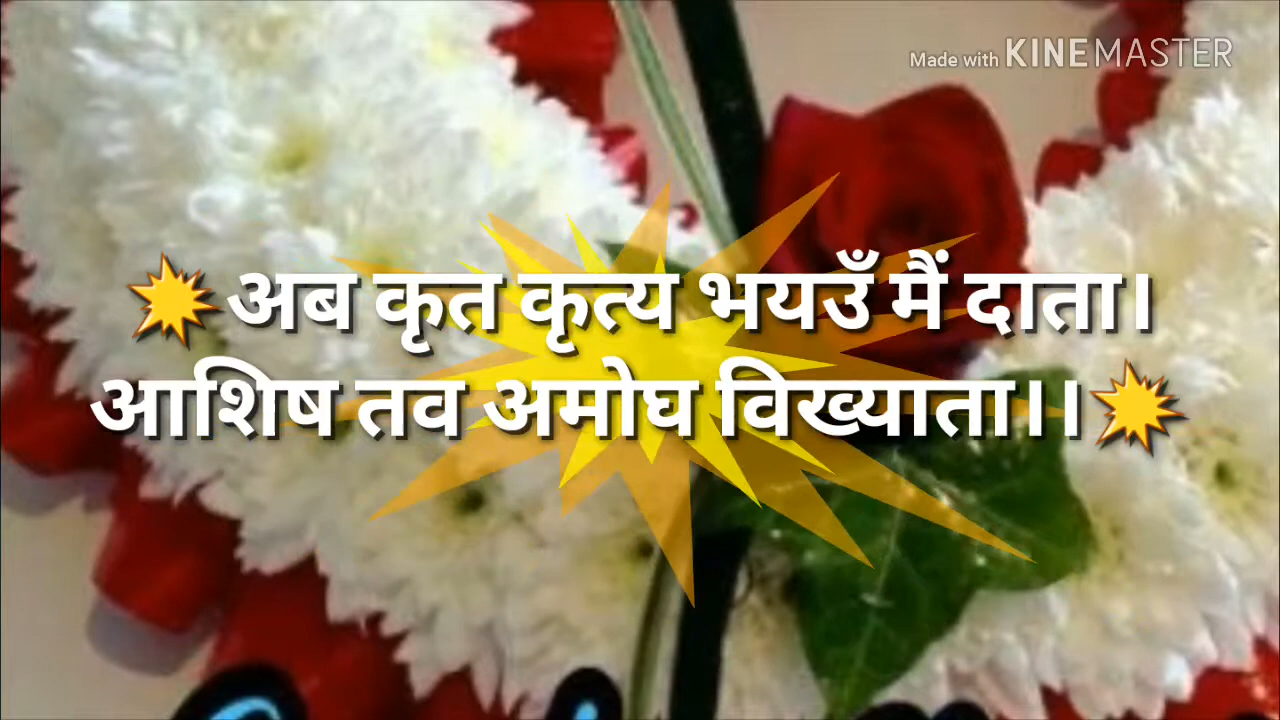 Made with KINEMASTER
अब कृत कृत्य भयउँ मैं दाता।
आशिष तव अमोघ विख्याता।।